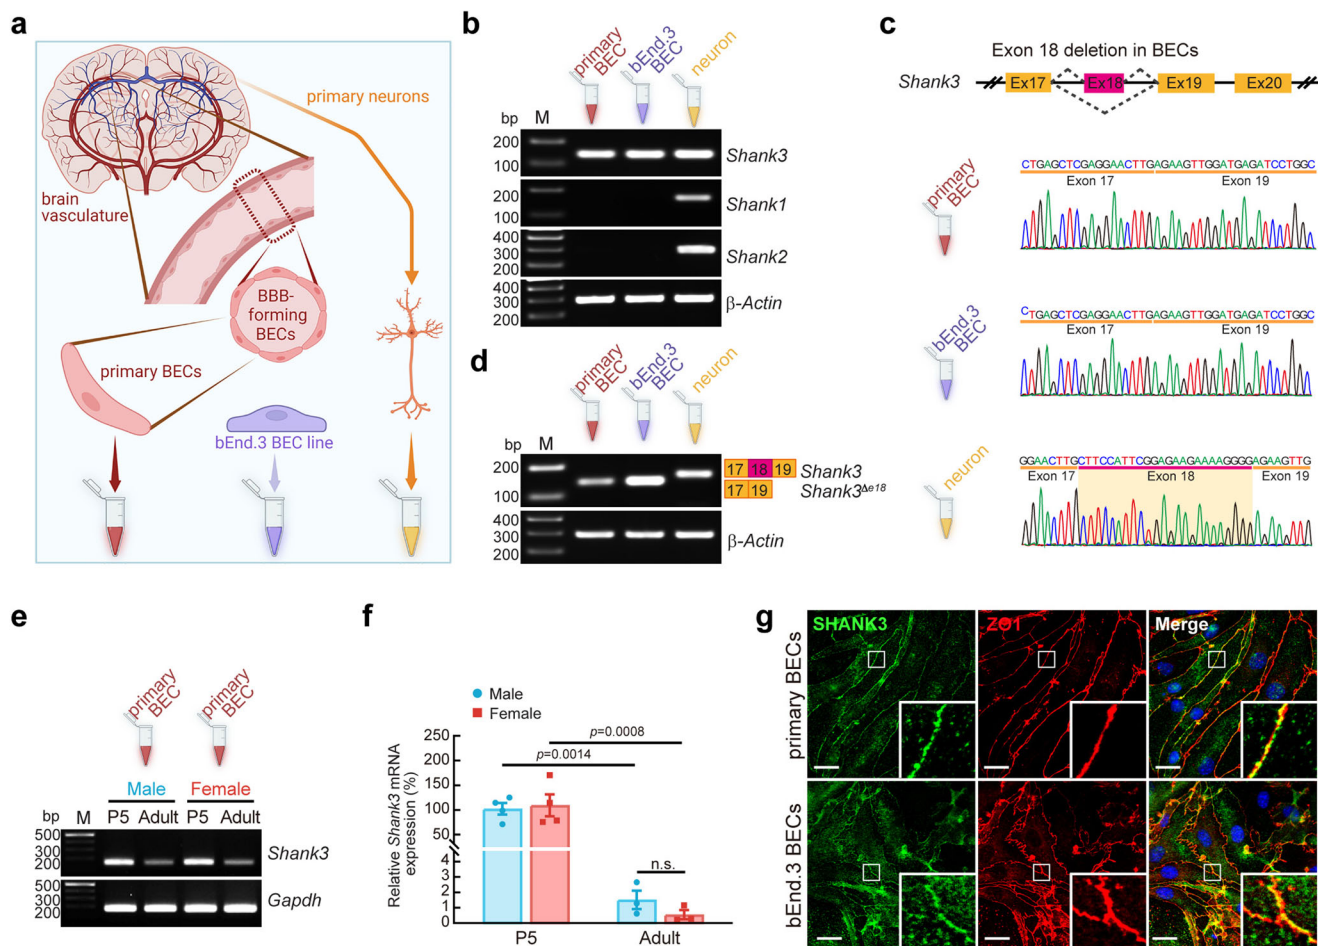 a
primary neurons
brain
vasculature
BBB-
forming
BECs
primary BECs
bEnd.3 BEC line
b
primary
BEC
bEnd.3
BEC
neuron
bp
M
200
100
Shank3
200
100
Shank1
400
300
200
Shank2
400
300
200
β-Actin
c
Exon 18 deletion in BECs
Shank3
Ex17
Ex18
Ex19
Ex20
primary
BEC
CTGAGCTCGAGGAACTTGAGAAGTTGGATGAGATCCTGGC
Exon 17
Exon 19
bEnd.3
BEC
CTGAGCTCGAGGAACTTGAGAAGTTGGATGAGATCCTGGC
Exon 17
Exon 19
neuron
GGAACTTGCTTCCATTCGGAGAAGAAAAGGGGAGAAGTTG
Exon 17
Exon 18
Exon 19
d
primary
BEC
bEnd.3
BEC
neuron
bp
M
200
100
17 18 19 Shank3
17 19 Shank3Δe18
400
300
200
β-Actin
e
primary
BEC
primary
BEC
Male
Female
bp
M
P5
Adult
P5
Adult
500
300
200
Shank3
500
300
200
Gapdh
f
Male
Female
Relative Shank3 mRNA
expression (%)
250
200
150
100
50
4
3
2
1
0
p=0.0008
p=0.0014
n.s.
P5
Adult
g
SHANK3
ZO1
Merge
primary BECs
bEnd.3 BECs